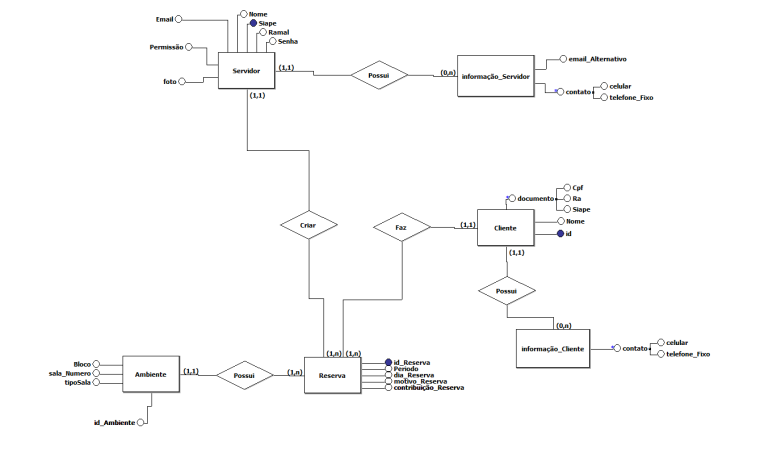 Nome
Email
Siape
Ramal
Senha
Permissão
foto
Servidor
(1,1)
(1,1)
Possui
(0,n)
informação_Servidor
email_Alternativo
contato
celular
telefone_Fixo
Criar
Faz
(1,1)
Cliente
documento
Cpf
Ra
Siape
Nome
id
(1,1)
Possui
(0,n)
informação_Cliente
contato
celular
telefone_Fixo
Bloco
sala_Numero
tipoSala
id_Ambiente
Ambiente
(1,1)
Possui
(1,n)
(1,n)
(1,n)
Reserva
id_Reserva
Periodo
dia_Reserva
motivo_Reserva
contribuição_Reserva